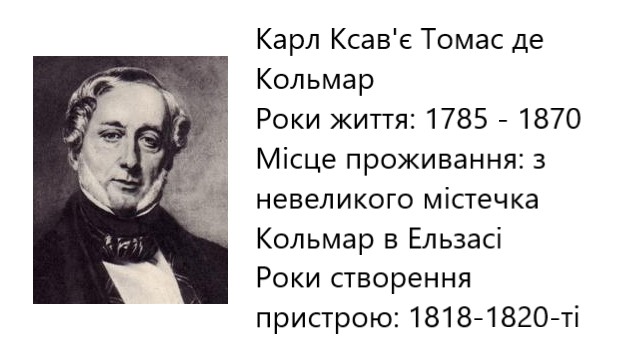 Карл Ксав'є Томас де
Кольмар
Роки життя: 1785 - 1870
Місце проживання: з
невеликого містечка
Кольмар в Ельзасі
Роки створення
пристрою: 1818-1820-ті